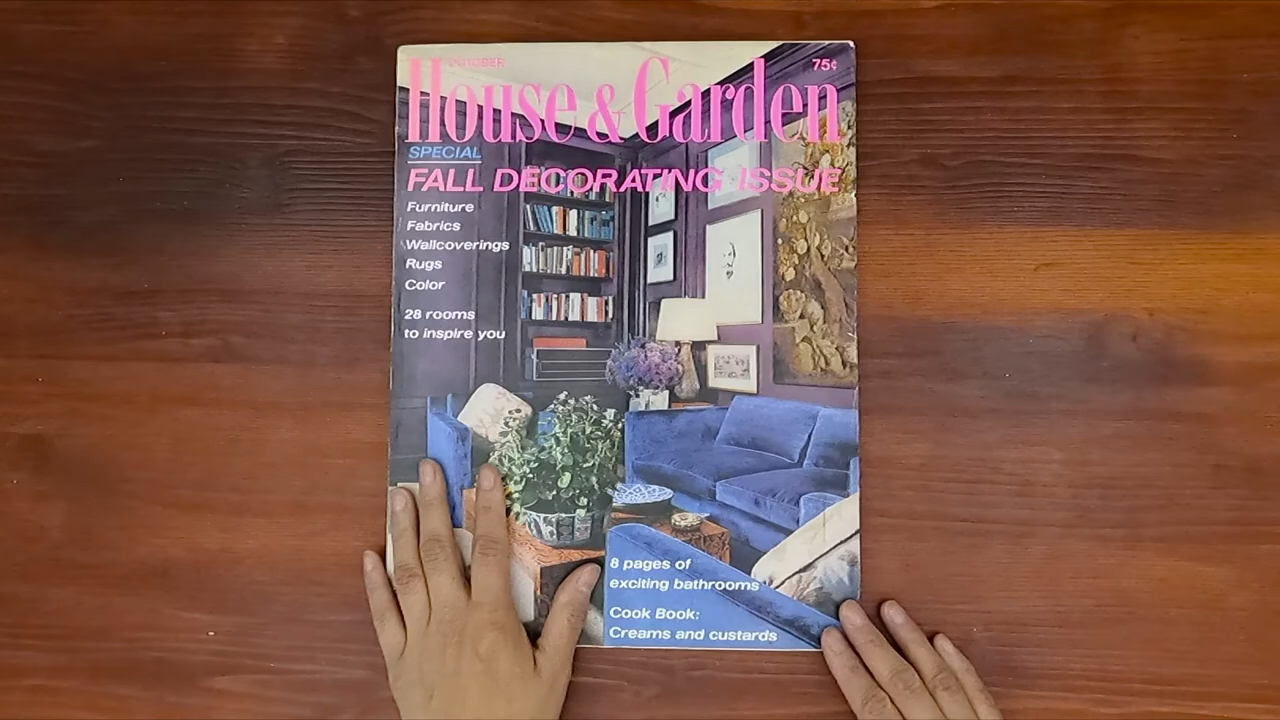 OCTOBER
75¢
House & Garden
SPECIAL
FALL DECORATING ISSUE
Furniture
Fabrics
Wallcoverings
Rugs
Color
28 rooms
to inspire you
8 pages of
exciting bathrooms
Cook Book:
Creams and custards